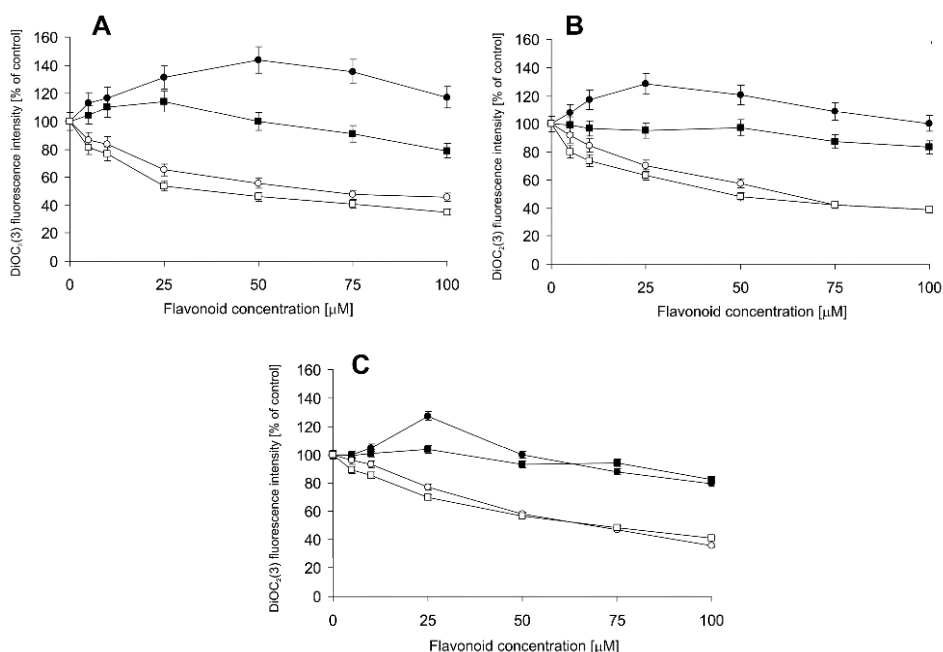 A
DiOC₂(3) fluorescence intensity [% of control]
160
140
120
100
80
60
40
20
0
0 25 50 75 100
Flavonoid concentration [μM]
B
DiOC₂(3) fluorescence intensity [% of control]
160
140
120
100
80
60
40
20
0
0 25 50 75 100
Flavonoid concentration [μM]
C
DiOC₂(3) fluorescence intensity [% of control]
160
140
120
100
80
60
40
20
0
0 25 50 75 100
Flavonoid concentration [μM]